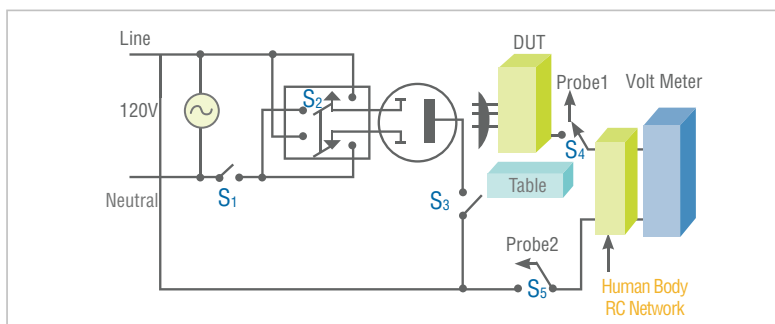 Line
120V
Neutral
S1
S2
S3
DUT
Probe1
Volt Meter
S4
Table
Probe2
S5
Human Body
RC Network